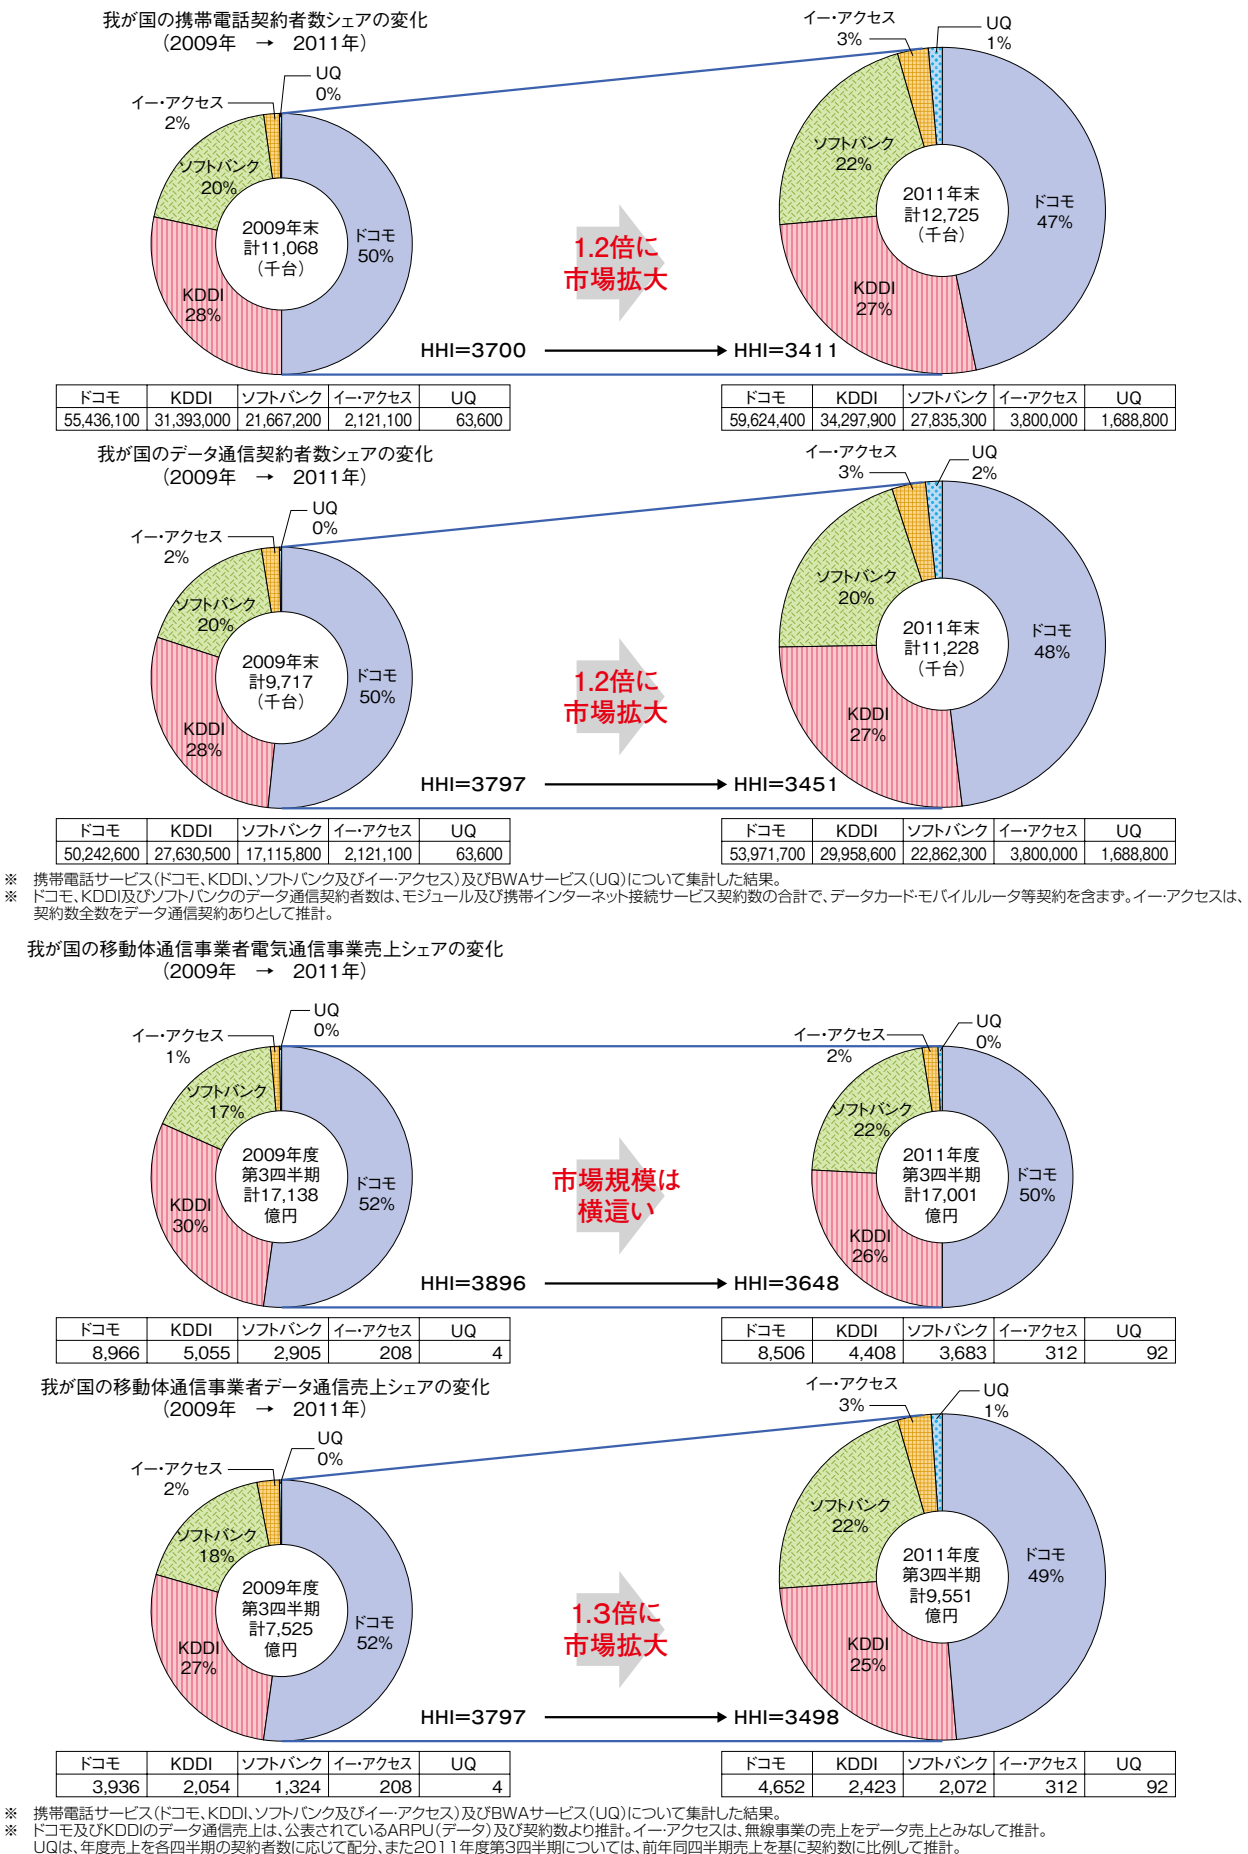 我が国の携帯電話契約者数シェアの変化
（2009年　→　2011年）
UQ
0%
イー・アクセス
2%
ソフトバンク
20%
KDDI
28%
ドコモ
50%
2009年末
計11,068
（千台）
1.2倍に
市場拡大
イー・アクセス
3%
UQ
1%
ソフトバンク
22%
KDDI
27%
ドコモ
47%
2011年末
計12,725
（千台）
HHI=3700 → HHI=3411
ドコモ KDDI ソフトバンク イー・アクセス UQ
55,436,100 31,393,000 21,667,200 2,121,100 63,600
ドコモ KDDI ソフトバンク イー・アクセス UQ
59,624,400 34,297,900 27,835,300 3,800,000 1,688,800
我が国のデータ通信契約者数シェアの変化
（2009年　→　2011年）
UQ
0%
イー・アクセス
2%
ソフトバンク
20%
KDDI
28%
ドコモ
50%
2009年末
計9,717
（千台）
1.2倍に
市場拡大
イー・アクセス
3%
UQ
2%
ソフトバンク
20%
KDDI
27%
ドコモ
48%
2011年末
計11,228
（千台）
HHI=3797 → HHI=3451
ドコモ KDDI ソフトバンク イー・アクセス UQ
50,242,600 27,630,500 17,115,800 2,121,100 63,600
ドコモ KDDI ソフトバンク イー・アクセス UQ
53,971,700 29,958,600 22,862,300 3,800,000 1,688,800
※　携帯電話サービス（ドコモ、KDDI、ソフトバンク及びイー・アクセス）及びBWAサービス（UQ）について集計した結果。
※　ドコモ、KDDI及びソフトバンクのデータ通信契約者数は、モジュール及び携帯インターネット接続サービス契約数の合計で、データカード・モバイルルータ等契約を含まず。イー・アクセスは、
契約数全数をデータ通信契約ありとして推計。
我が国の移動体通信事業者電気通信事業売上シェアの変化
（2009年　→　2011年）
UQ
0%
イー・アクセス
1%
ソフトバンク
17%
KDDI
30%
ドコモ
52%
2009年度
第3四半期
計17,138
億円
市場規模は
横這い
イー・アクセス
2%
UQ
0%
ソフトバンク
22%
KDDI
26%
ドコモ
50%
2011年度
第3四半期
計17,001
億円
HHI=3896 → HHI=3648
ドコモ KDDI ソフトバンク イー・アクセス UQ
8,966 5,055 2,905 208 4
ドコモ KDDI ソフトバンク イー・アクセス UQ
8,506 4,408 3,683 312 92
我が国の移動体通信事業者データ通信売上シェアの変化
（2009年　→　2011年）
UQ
0%
イー・アクセス
2%
ソフトバンク
18%
KDDI
27%
ドコモ
52%
2009年度
第3四半期
計7,525
億円
1.3倍に
市場拡大
イー・アクセス
3%
UQ
1%
ソフトバンク
22%
KDDI
25%
ドコモ
49%
2011年度
第3四半期
計9,551
億円
HHI=3797 → HHI=3498
ドコモ KDDI ソフトバンク イー・アクセス UQ
3,936 2,054 1,324 208 4
ドコモ KDDI ソフトバンク イー・アクセス UQ
4,652 2,423 2,072 312 92
※　携帯電話サービス（ドコモ、KDDI、ソフトバンク及びイー・アクセス）及びBWAサービス（UQ）について集計した結果。
※　ドコモ及びKDDIのデータ通信売上は、公表されているARPU（データ）及び契約数より推計。イー・アクセスは、無線事業の売上をデータ売上とみなして推計。
UQは、年度売上を各四半期の契約者数に応じて配分、また2011年度第3四半期については、前年同四半期売上を基に契約数に比例して推計。